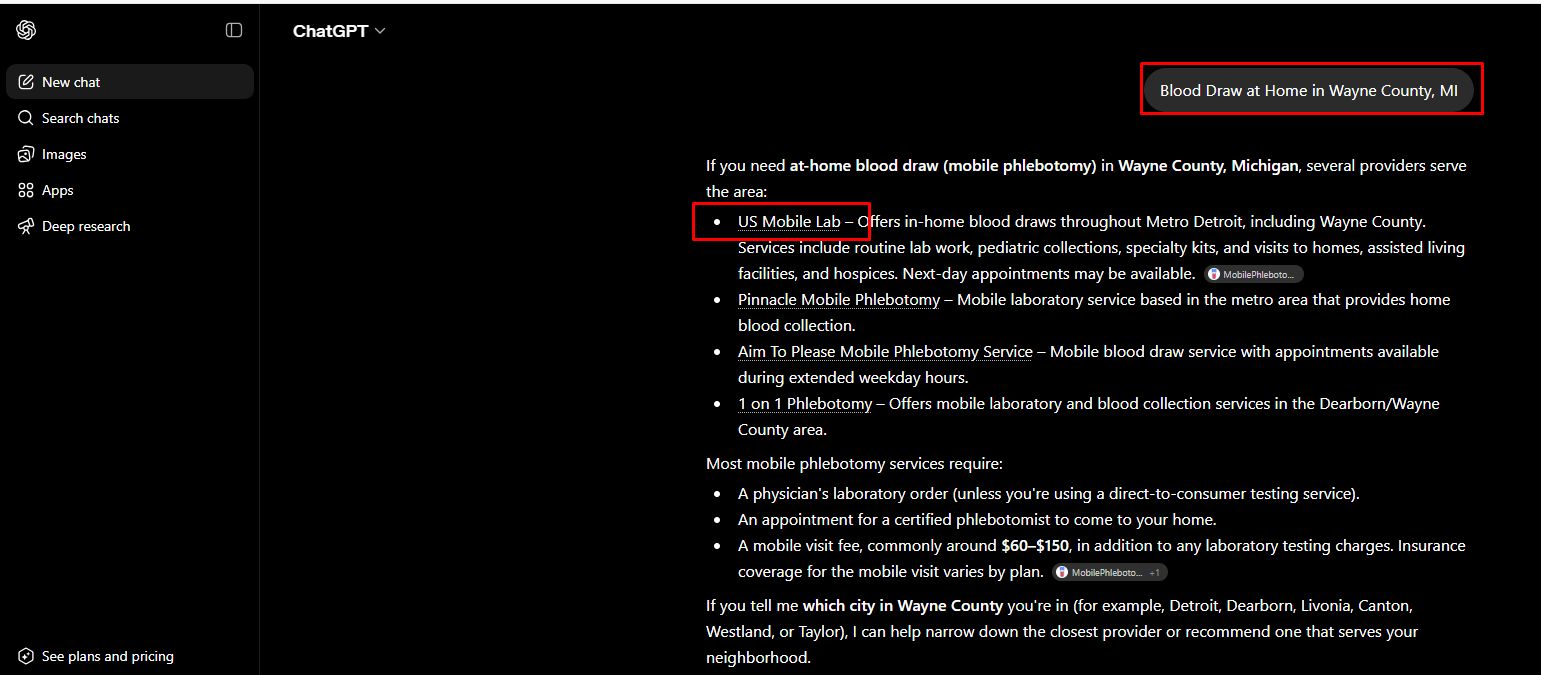 ChatGPT
New chat
Search chats
Images
Apps
Deep research
See plans and pricing
Blood Draw at Home in Wayne County, MI
If you need at-home blood draw (mobile phlebotomy) in Wayne County, Michigan, several providers serve
the area:
• US Mobile Lab – Offers in-home blood draws throughout Metro Detroit, including Wayne County.
Services include routine lab work, pediatric collections, specialty kits, and visits to homes, assisted living
facilities, and hospices. Next-day appointments may be available. MobilePhleboto...
• Pinnacle Mobile Phlebotomy – Mobile laboratory service based in the metro area that provides home
blood collection.
• Aim To Please Mobile Phlebotomy Service – Mobile blood draw service with appointments available
during extended weekday hours.
• 1 on 1 Phlebotomy – Offers mobile laboratory and blood collection services in the Dearborn/Wayne
County area.
Most mobile phlebotomy services require:
• A physician's laboratory order (unless you're using a direct-to-consumer testing service).
• An appointment for a certified phlebotomist to come to your home.
• A mobile visit fee, commonly around $60–$150, in addition to any laboratory testing charges. Insurance
coverage for the mobile visit varies by plan. MobilePhleboto... +1
If you tell me which city in Wayne County you're in (for example, Detroit, Dearborn, Livonia, Canton,
Westland, or Taylor), I can help narrow down the closest provider or recommend one that serves your
neighborhood.